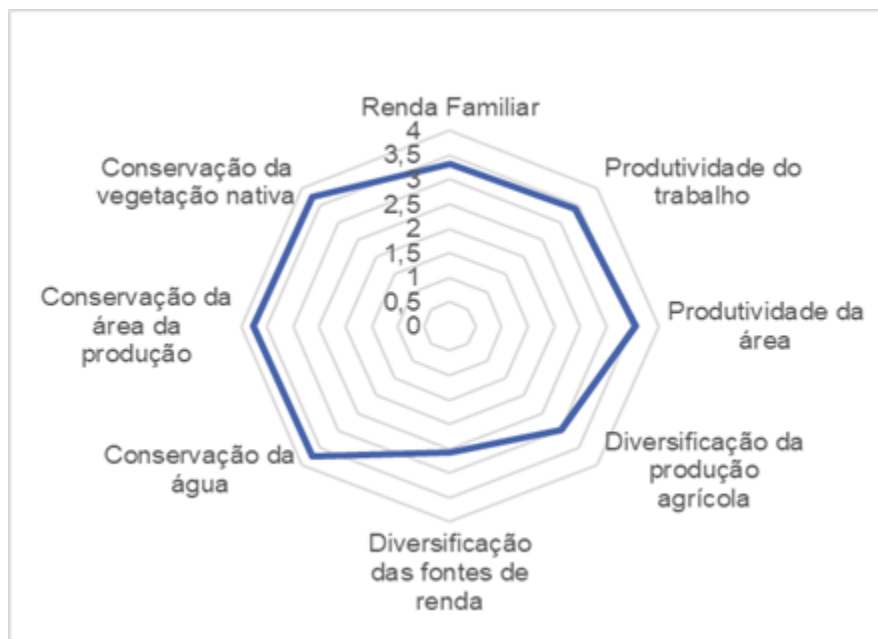 Renda Familiar
4
3,5
3
2,5
2
1,5
1
0,5
0
Produtividade do
trabalho
Produtividade da
área
Diversificação da
produção
agrícola
Diversificação
das fontes de
renda
Conservação da
água
Conservação da
área da
produção
Conservação da
vegetação nativa